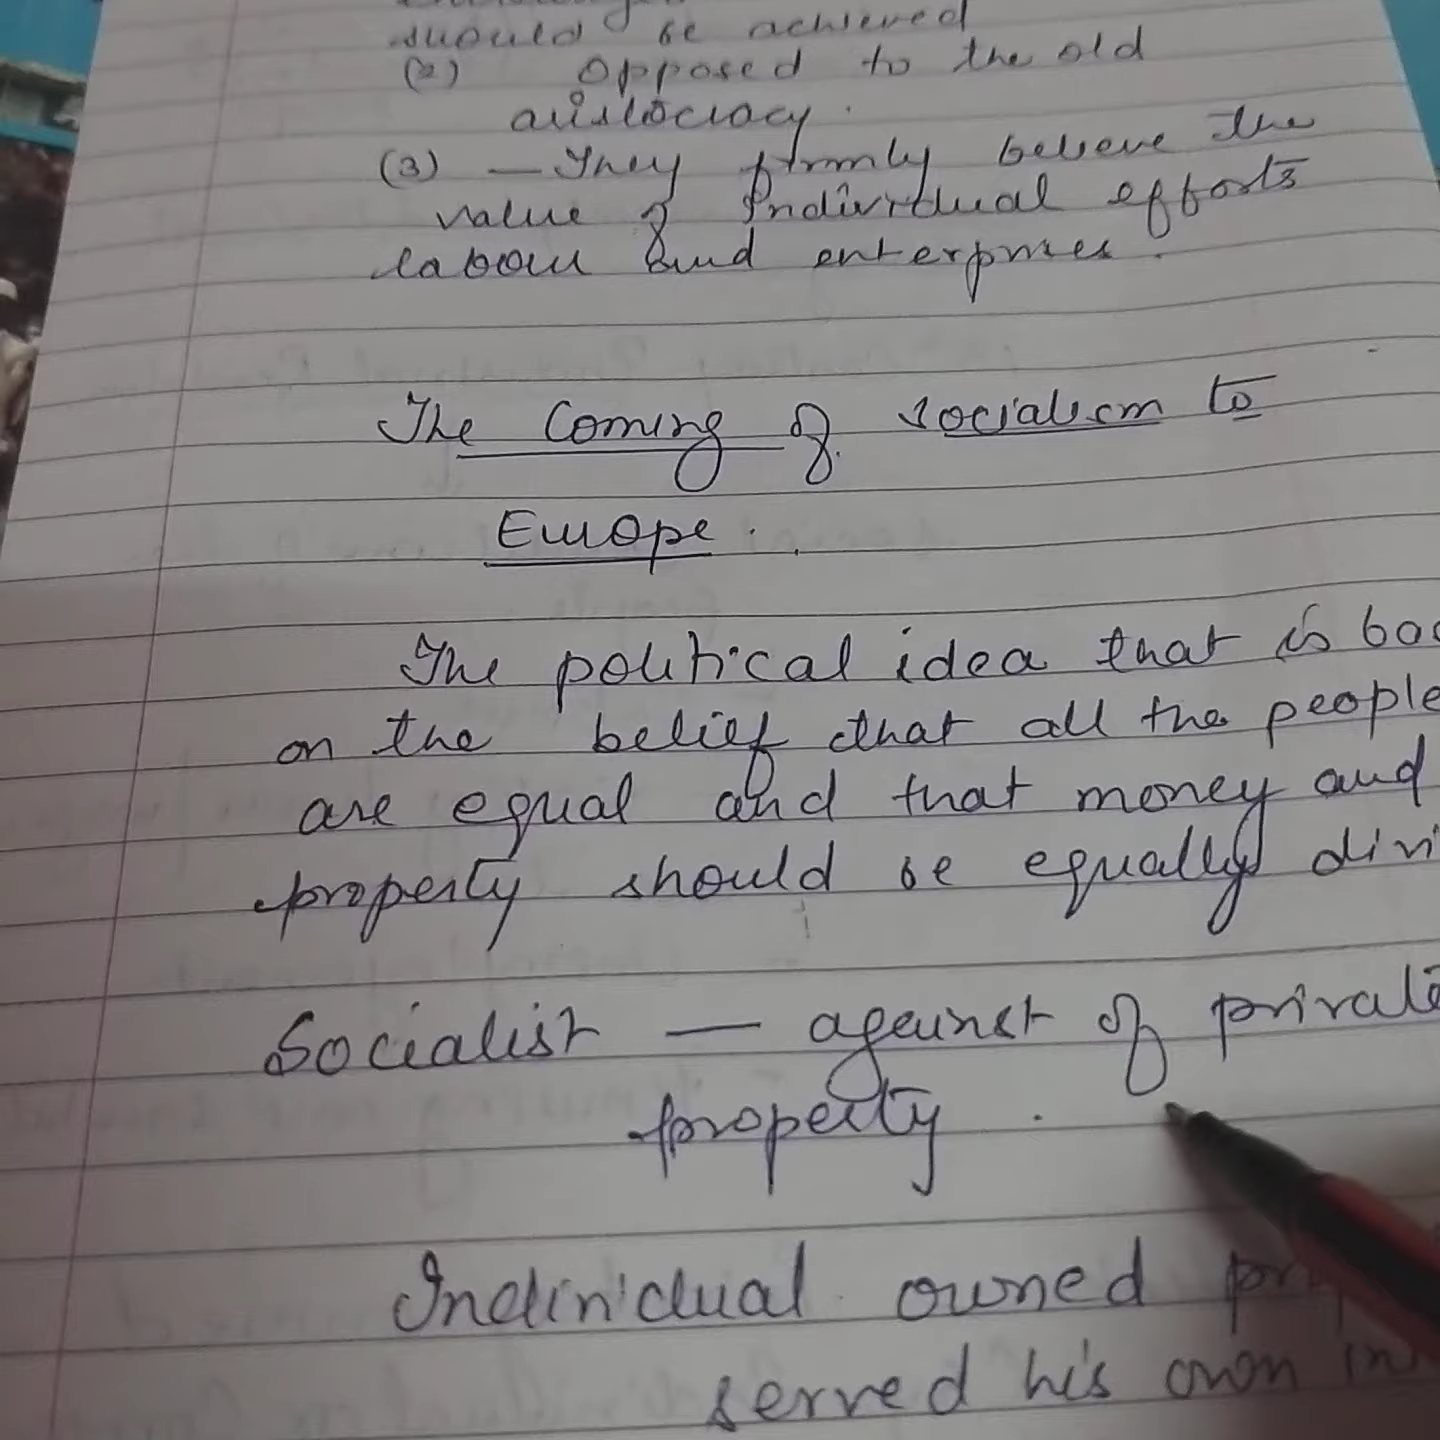 should be achieved
(2) opposed to the old
aristocracy.
(3) - They firmly believe the
value of Individual efforts
labour and enterprises.
The Coming of socialism to
Europe.
The political idea that is
on the belief that all the people
are equal and that money and
property should be equally
Socialist — against of private
property.
Individual owned
served his own